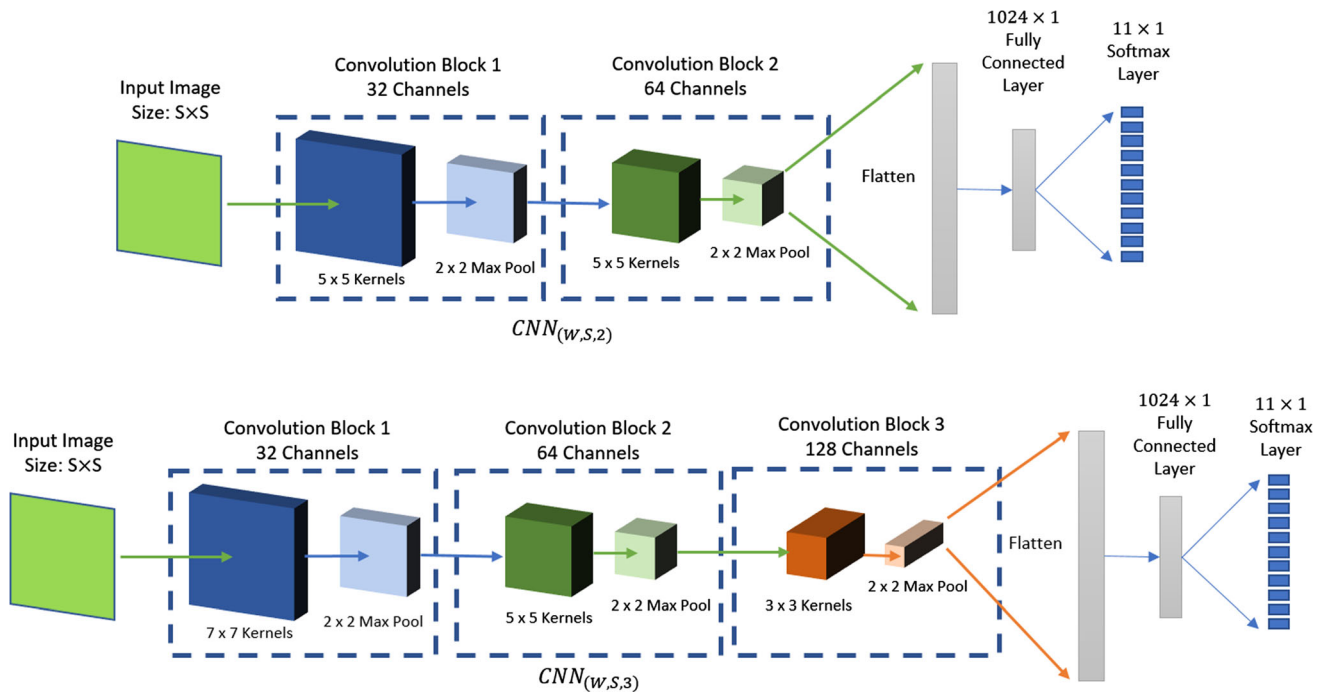 Input Image
Size: S×S
Convolution Block 1
32 Channels
5 x 5 Kernels
2 x 2 Max Pool
Convolution Block 2
64 Channels
5 x 5 Kernels
2 x 2 Max Pool
Flatten
1024 × 1
Fully
Connected
Layer
11 × 1
Softmax
Layer
CNN(W,S,2)
Input Image
Size: S×S
Convolution Block 1
32 Channels
7 x 7 Kernels
2 x 2 Max Pool
Convolution Block 2
64 Channels
5 x 5 Kernels
2 x 2 Max Pool
Convolution Block 3
128 Channels
3 x 3 Kernels
2 x 2 Max Pool
Flatten
1024 × 1
Fully
Connected
Layer
11 × 1
Softmax
Layer
CNN(W,S,3)